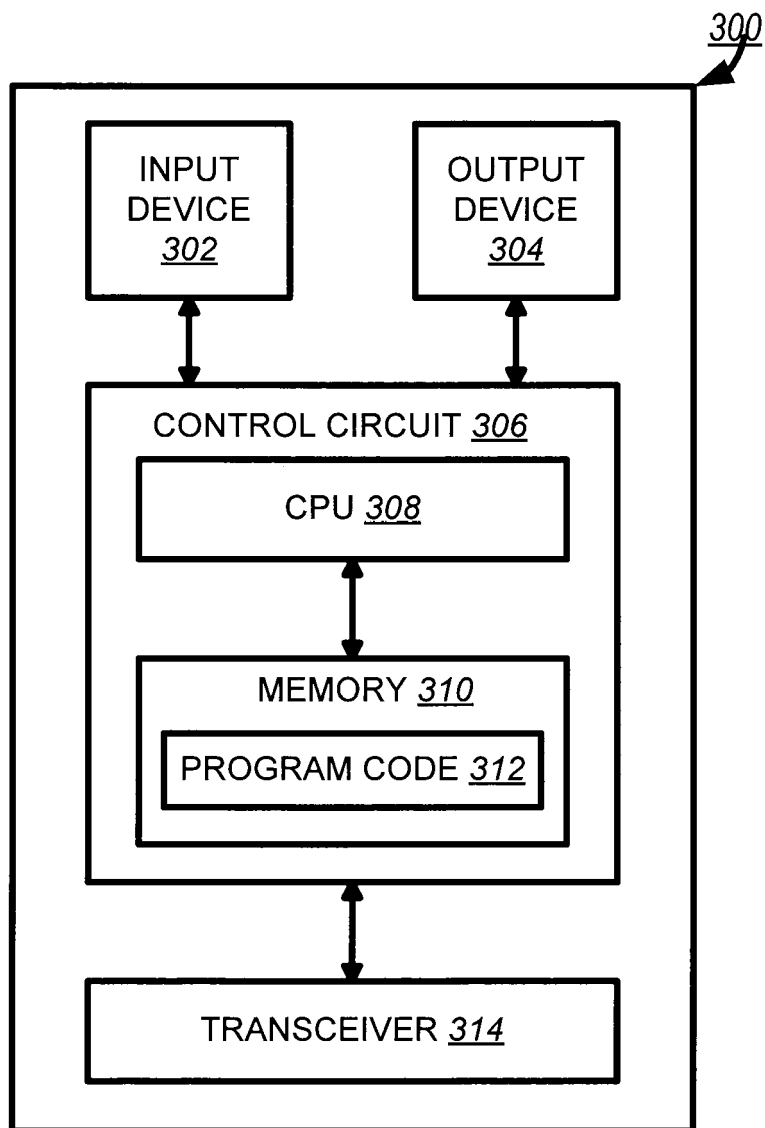 300
INPUT
DEVICE
302
OUTPUT
DEVICE
304
CONTROL CIRCUIT 306
CPU 308
MEMORY 310
PROGRAM CODE 312
TRANSCEIVER 314